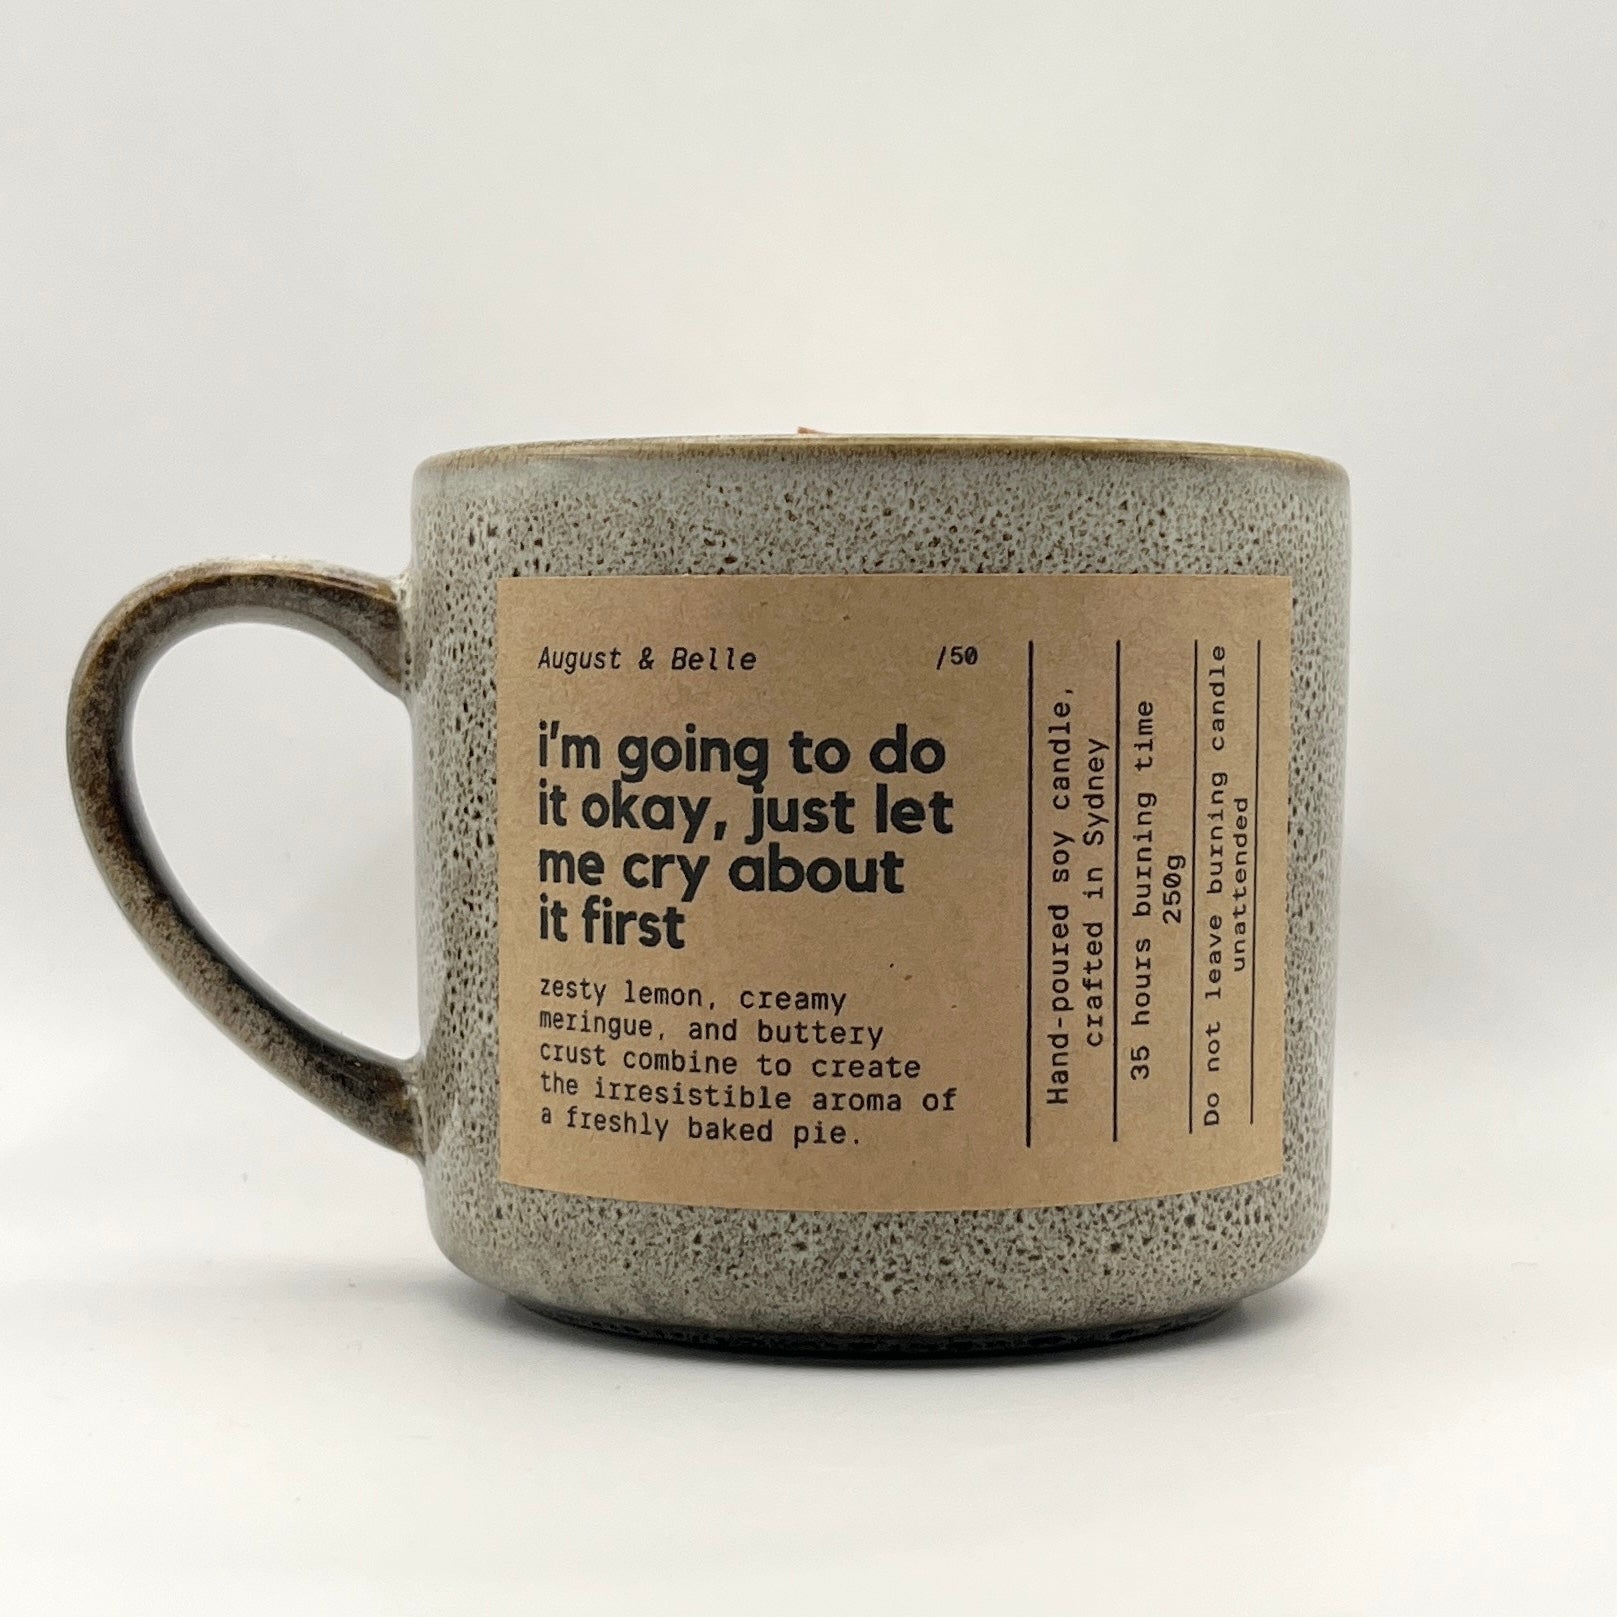 August & Belle /50
i'm going to do
it okay, just let
me cry about
it first
zesty lemon, creamy
meringue, and buttery
crust combine to create
the irresistible aroma of
a freshly baked pie.
Hand-poured soy candle,
crafted in Sydney
35 hours burning time
250g
Do not leave burning candle
unattended